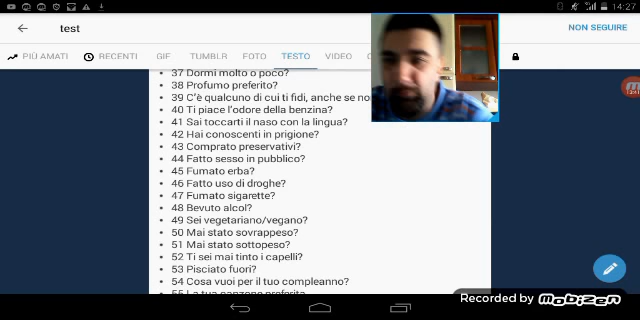 14:27
test
NON SEGUIRE
PIÙ AMATI RECENTI GIF TUMBLR FOTO TESTO VIDEO
37 Dormi molto o poco?
38 Profumo preferito?
39 C'è qualcuno di cui ti fidi, anche se
40 Ti piace l'odore della benzina?
41 Sai toccarti il naso con la lingua?
42 Hai conoscenti in prigione?
43 Comprato preservativi?
44 Fatto sesso in pubblico?
45 Fumato erba?
46 Fatto uso di droghe?
47 Fumato sigarette?
48 Bevuto alcol?
49 Sei vegetariano/vegano?
50 Mai stato sovrappeso?
51 Mai stato sottopeso?
52 Ti sei mai tinto i capelli?
53 Pisciato fuori?
54 Cosa vuoi per il tuo compleanno?
55 La tua canzone preferita
Recorded by Mobizen